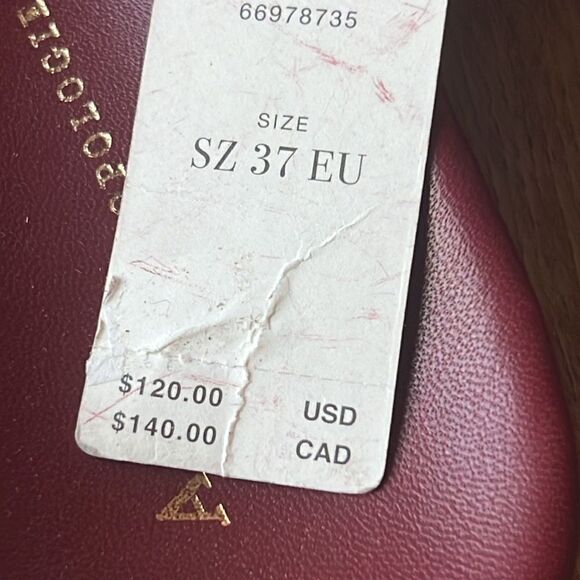 66978735
SIZE
SZ 37 EU
$120.00 USD
$140.00 CAD
A